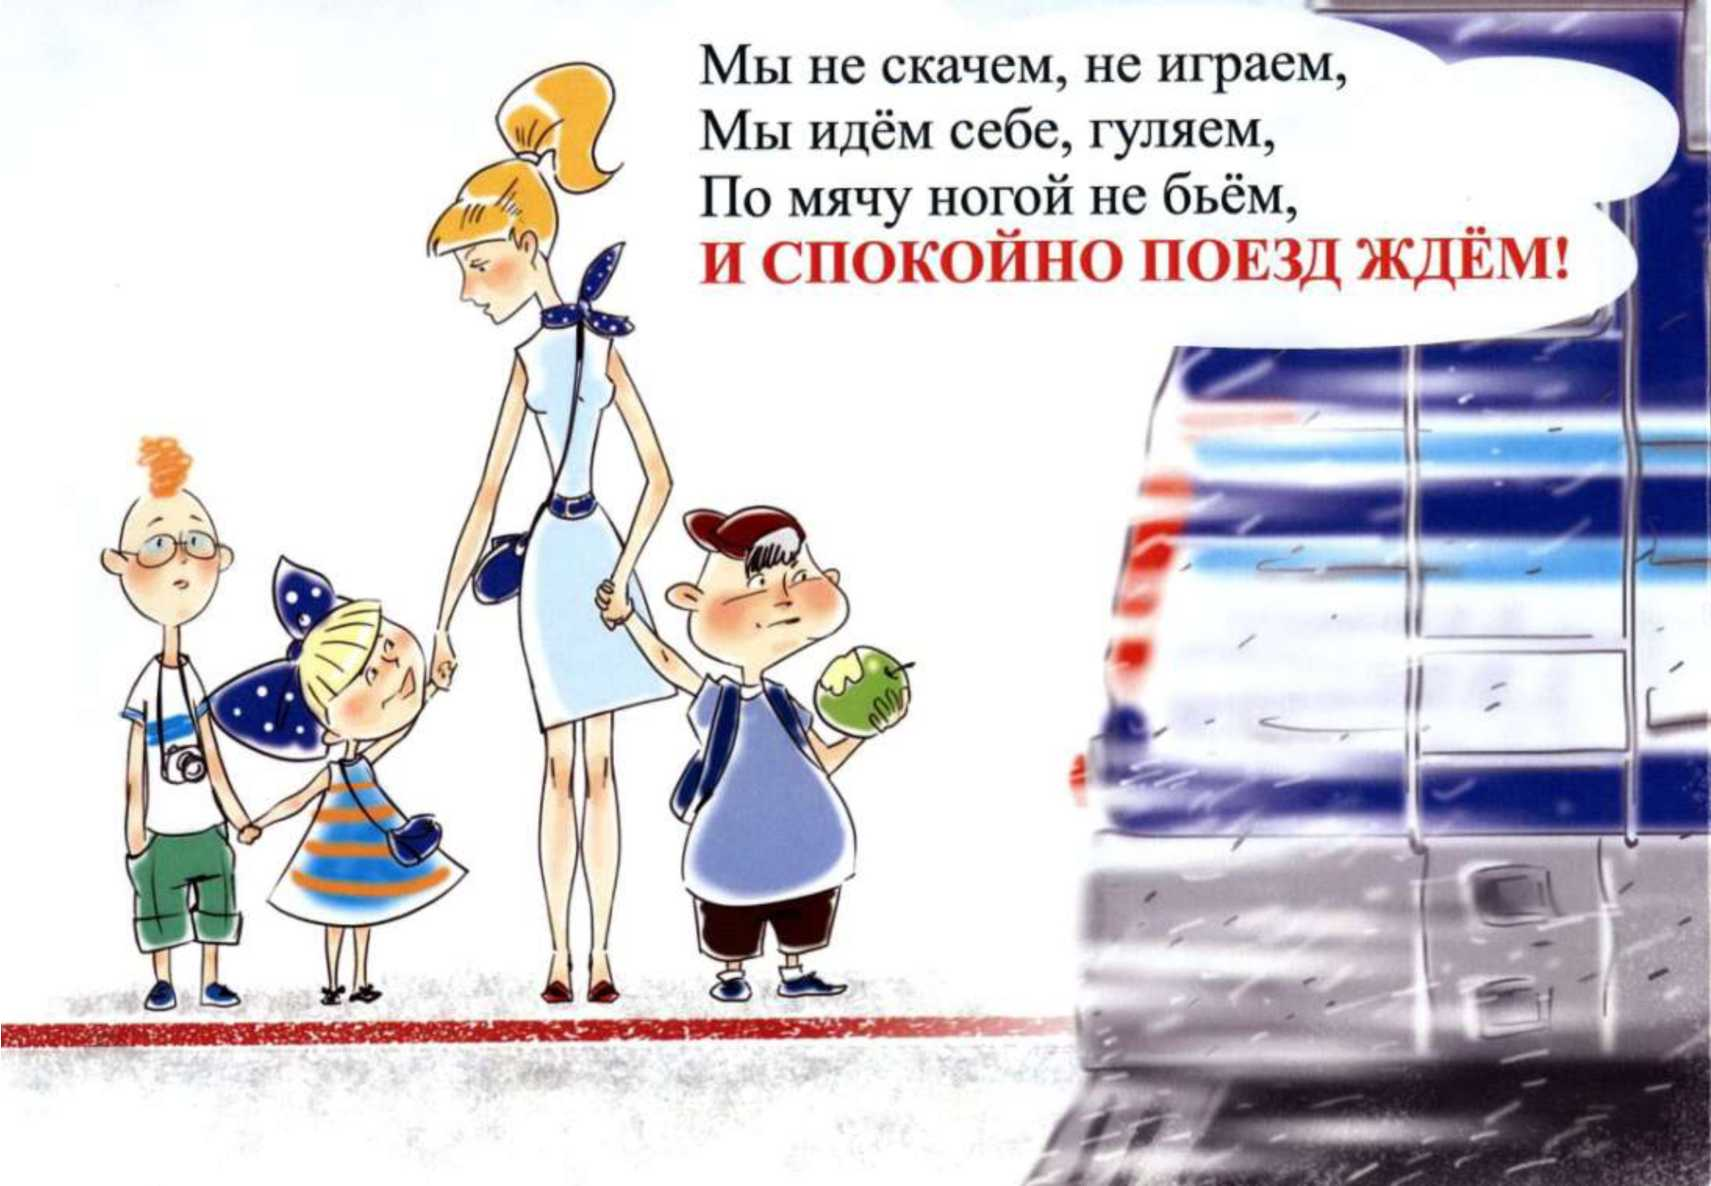 Мы не скачем, не играем,
Мы идём себе, гуляем,
По мячу ногой не бьём,
И СПОКОЙНО ПОЕЗД ЖДЁМ!